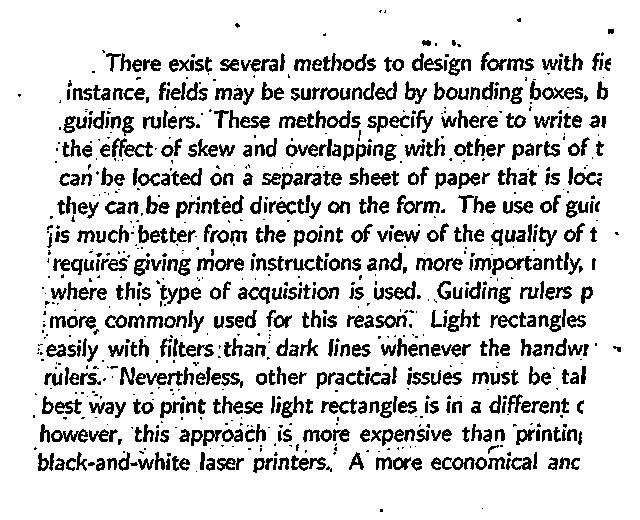 There exist several methods to design forms with fie
instance, fields may be surrounded by bounding boxes, b
guiding rulers. These methods specify where to write a
the effect of skew and overlapping with other parts of t
can be located on a separate sheet of paper that is loca
they can be printed directly on the form. The use of guid
is much better from the point of view of the quality of t
requires giving more instructions and, more importantly,
where this type of acquisition is used. Guiding rulers p
more commonly used for this reason. Light rectangles
easily with filters than dark lines whenever the handwr
rulers. Nevertheless, other practical issues must be tak
best way to print these light rectangles is in a different c
however, this approach is more expensive than printing
black-and-white laser printers. A more economical and